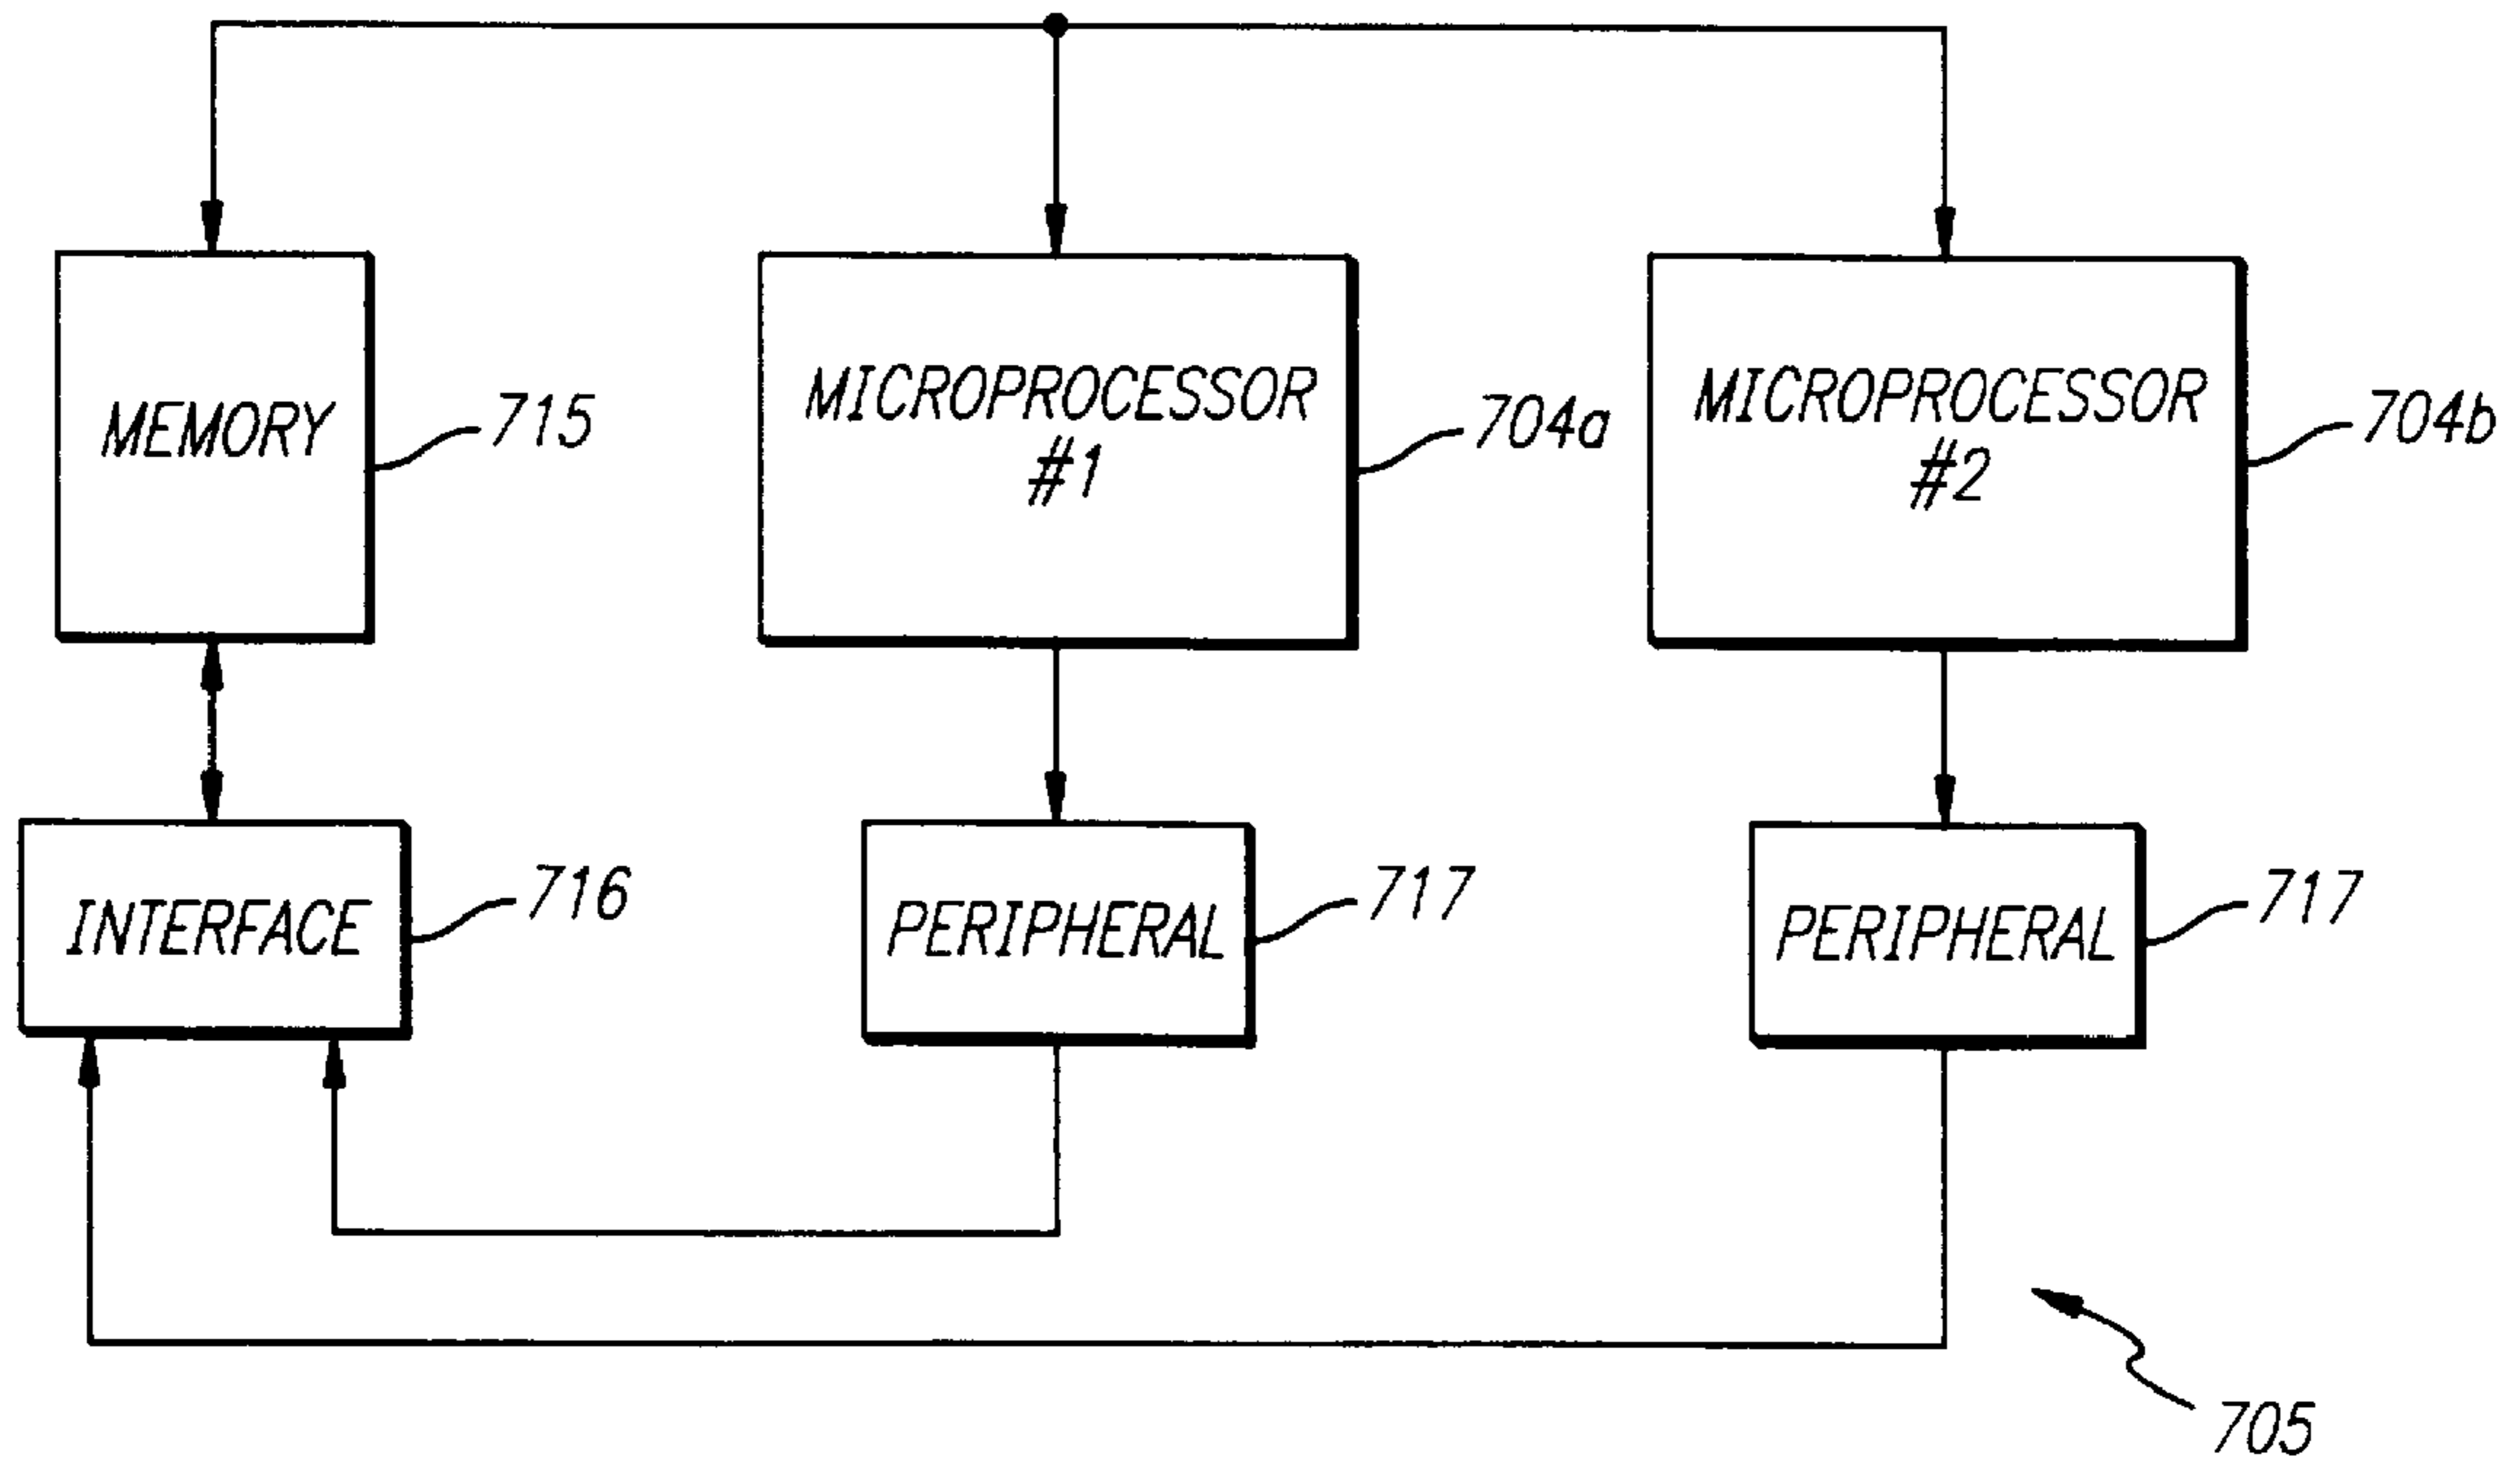 MEMORY
715
MICROPROCESSOR
#1
704a
MICROPROCESSOR
#2
704b
INTERFACE
716
PERIPHERAL
717
PERIPHERAL
717
705